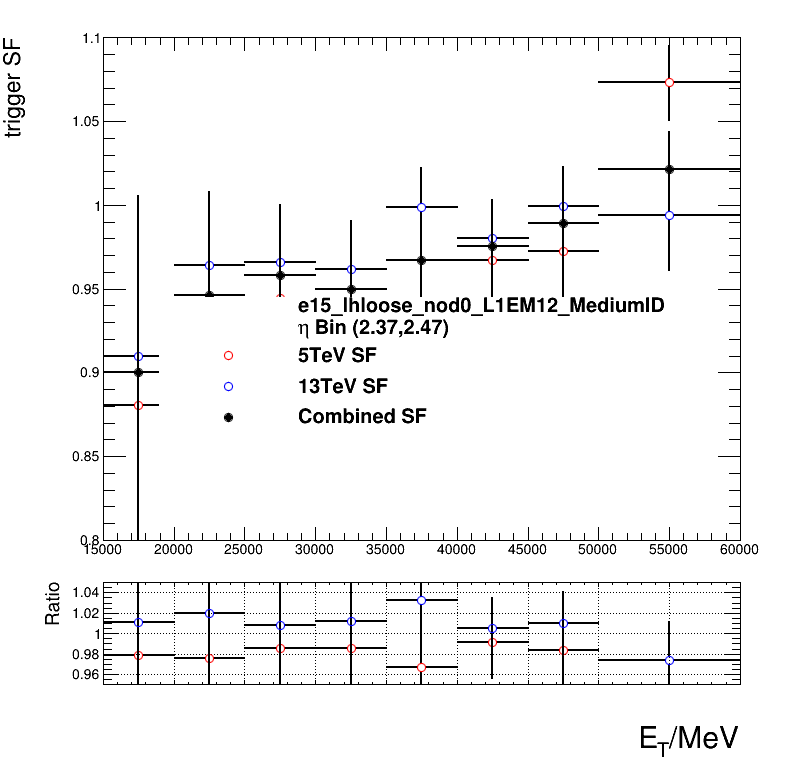 trigger SF
1.1
1.05
1
0.95
0.9
0.85
0.8
15000 20000 25000 30000 35000 40000 45000 50000 55000 60000
e15_lhloose_nod0_L1EM12_MediumID
η Bin (2.37,2.47)
5TeV SF
13TeV SF
Combined SF
Ratio
1.04
1.02
1
0.98
0.96
E_T/MeV